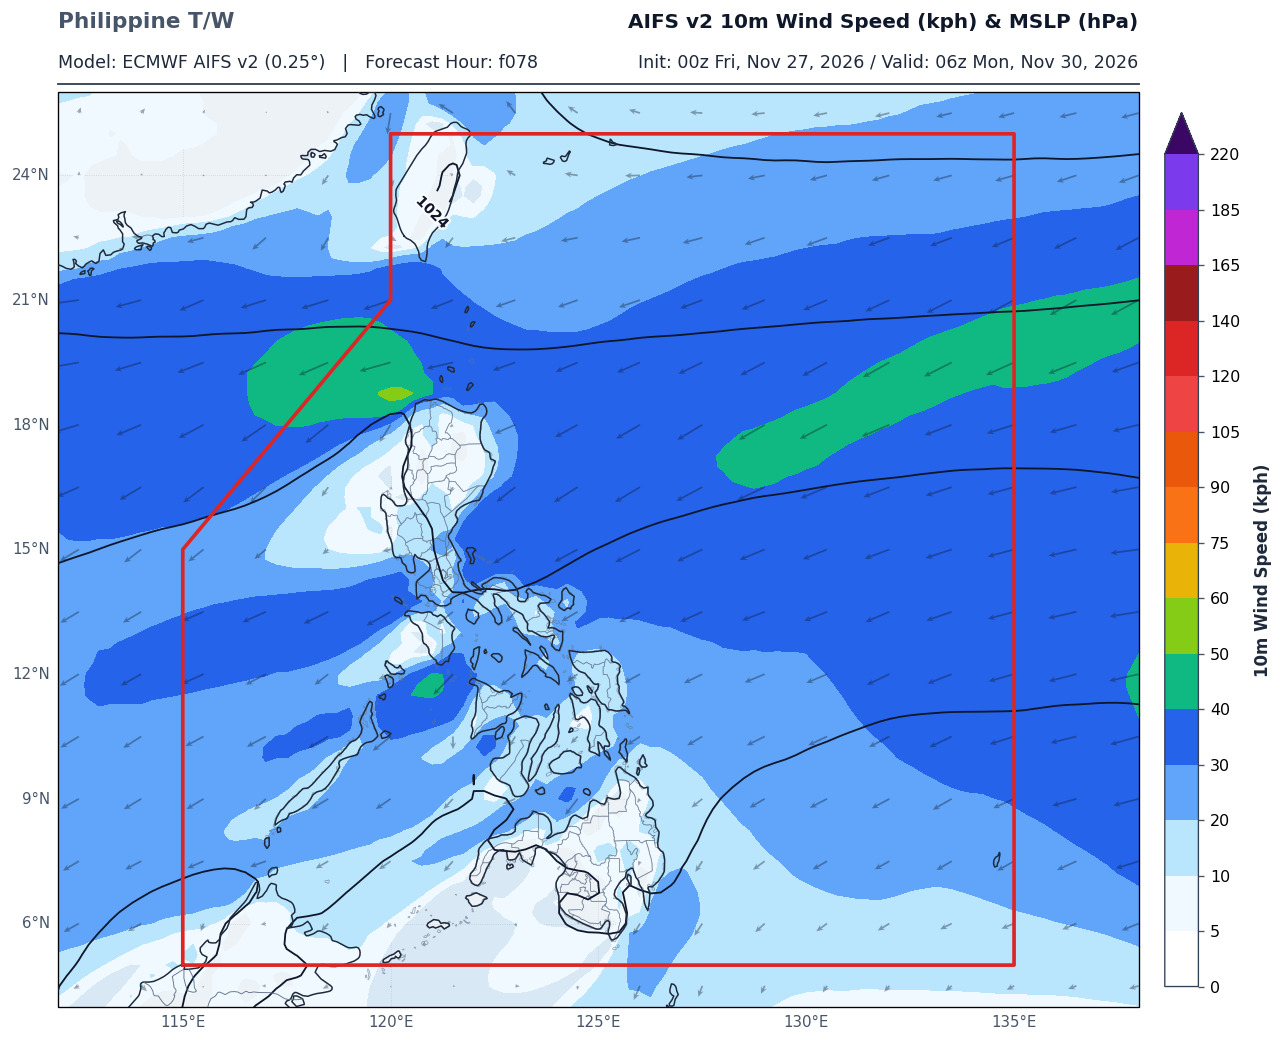 Philippine T/W
AIFS v2 10m Wind Speed (kph) & MSLP (hPa)
Model: ECMWF AIFS v2 (0.25°) | Forecast Hour: f078
Init: 00z Fri, Nov 27, 2026 / Valid: 06z Mon, Nov 30, 2026
24°N
21°N
18°N
15°N
12°N
9°N
6°N
1024
115°E
120°E
125°E
130°E
135°E
220
185
165
140
120
105
90
75
60
50
40
30
20
10
5
0
10m Wind Speed (kph)